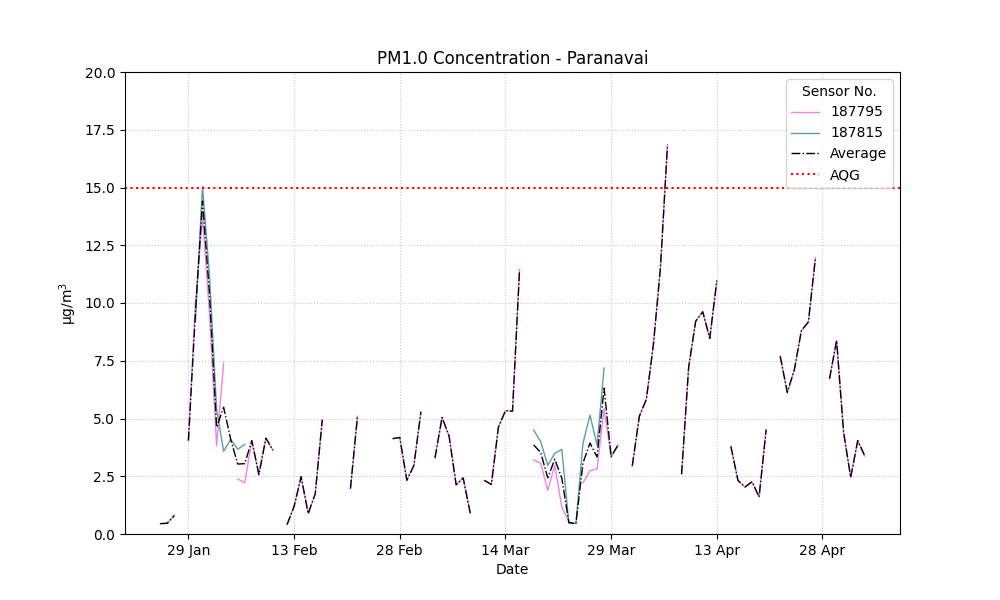 PM1.0 Concentration - Paranavai
20.0
17.5
15.0
12.5
10.0
7.5
5.0
2.5
0.0
µg/m³
Sensor No.
187795
187815
Average
AQG
29 Jan
13 Feb
28 Feb
14 Mar
29 Mar
13 Apr
28 Apr
Date